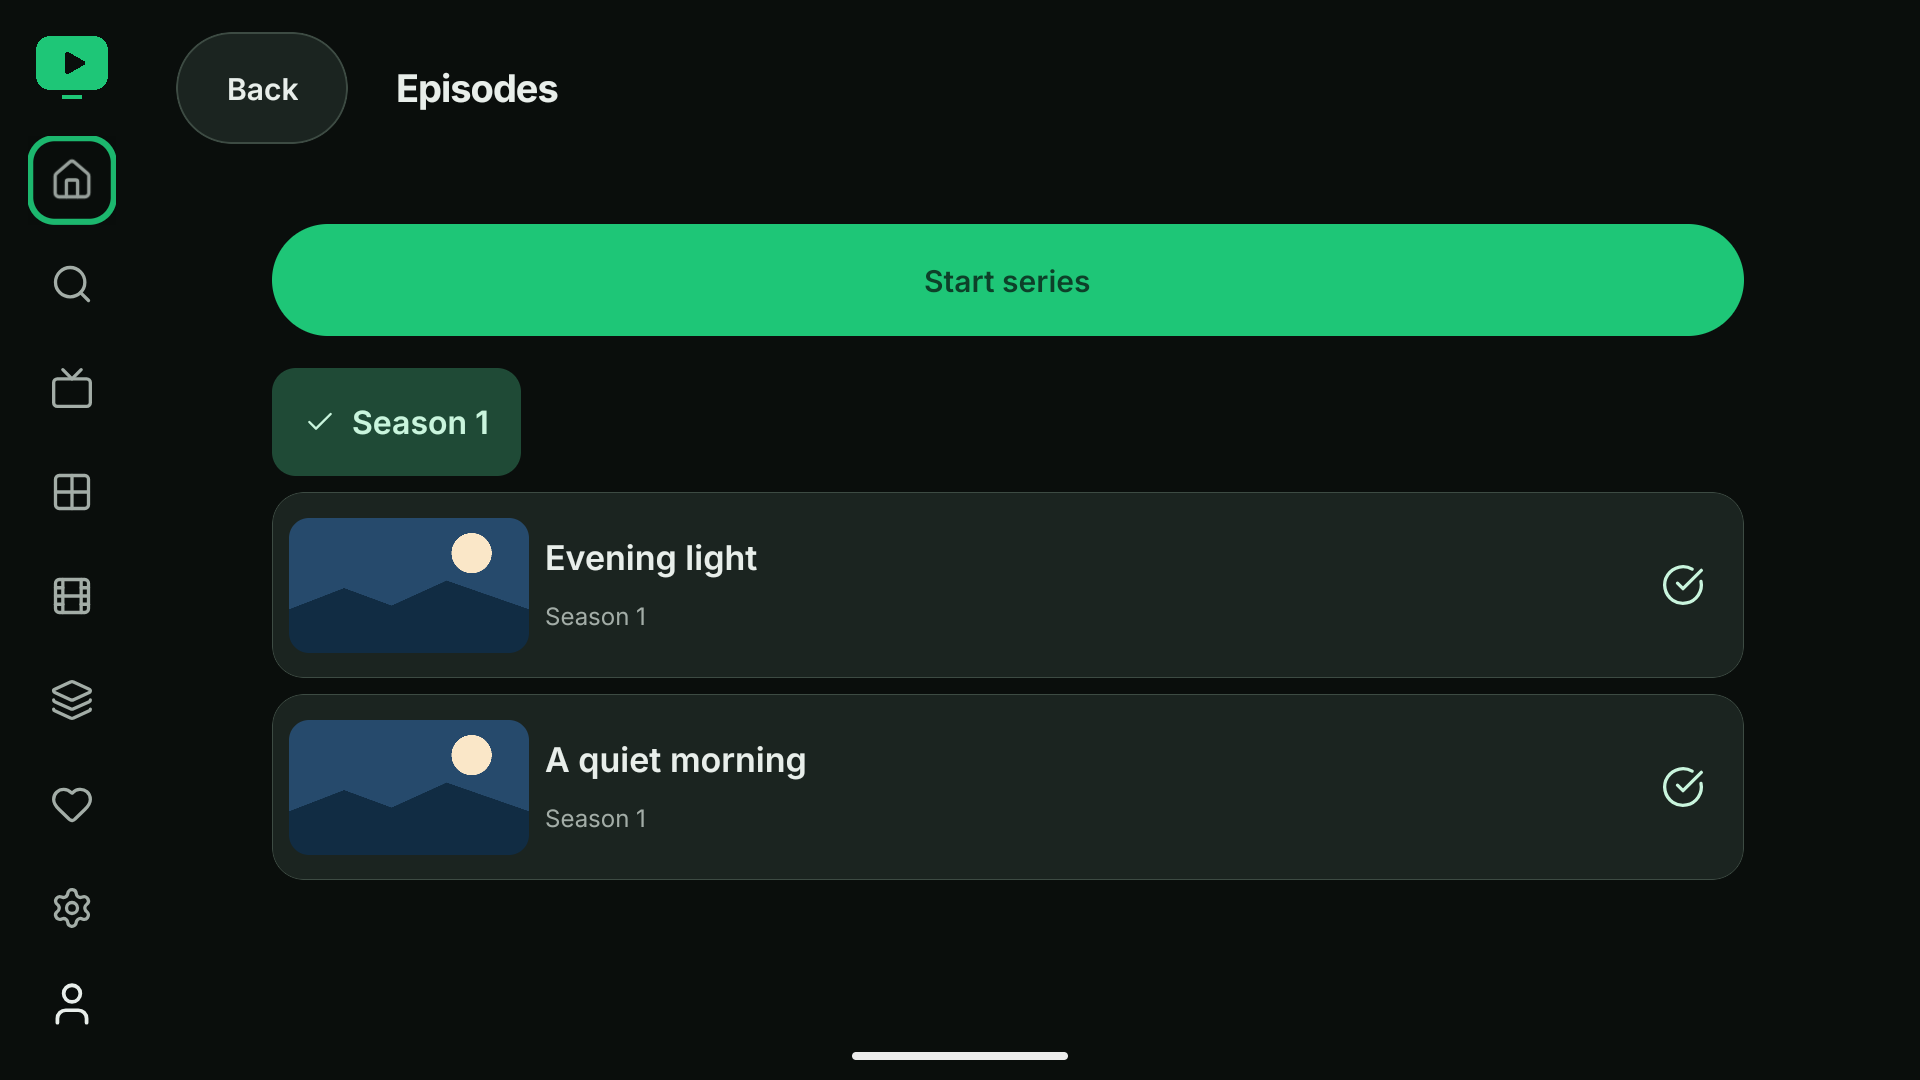 Back
Episodes
Start series
Season 1
Evening light
Season 1
A quiet morning
Season 1